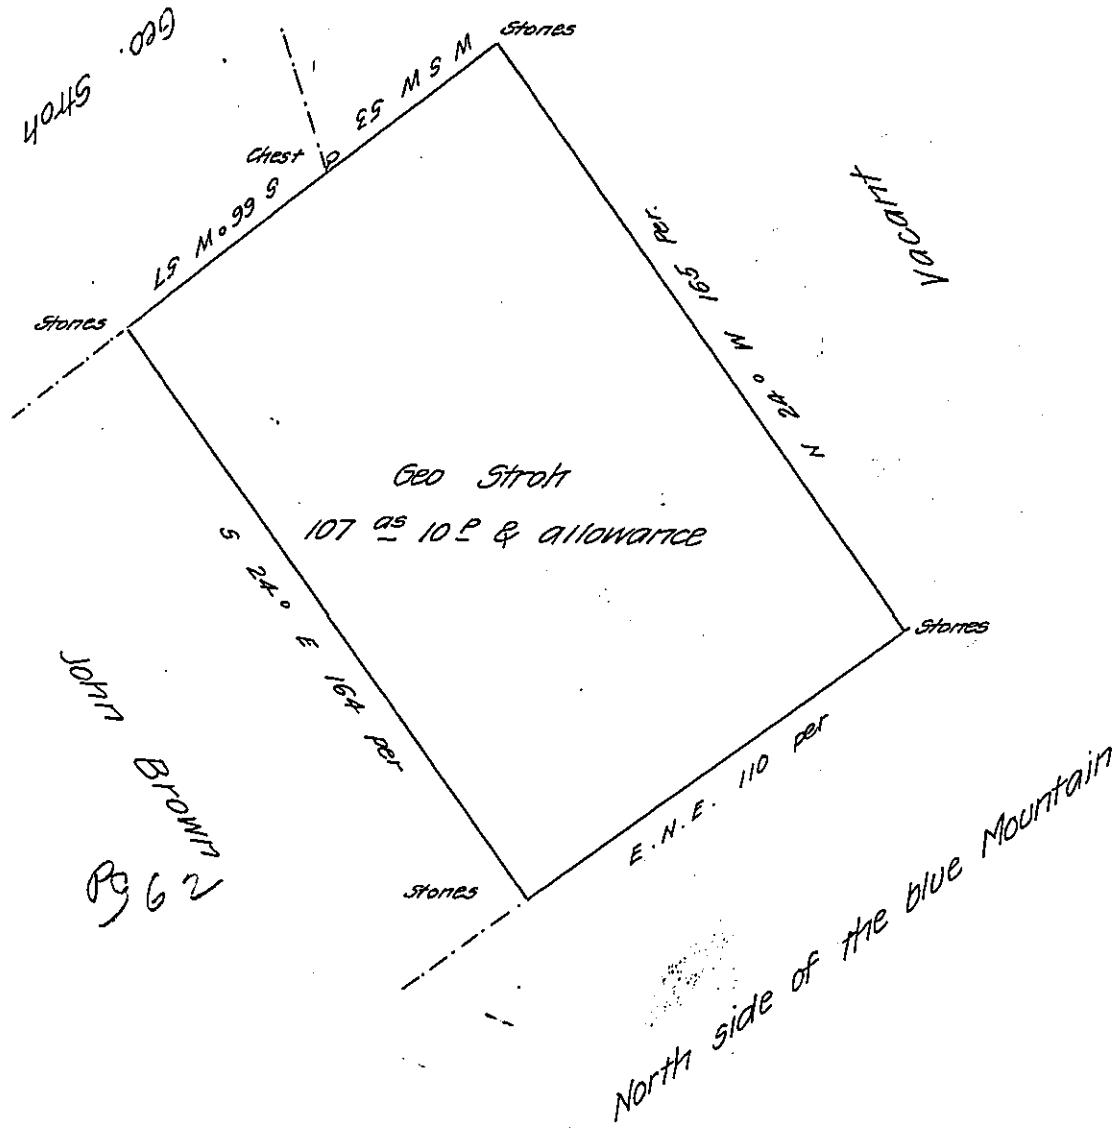 Geo.
Stroh
Stones
W S W 53
Chest
S 66° W 57
Stones
Vacant
N 24° W 165 per.
Geo Stroh
107 as 10 P & allowance
S 24° E 164 per
Stones
John Brown
Pg 62
E.N.E. 110 per
Stones
North side of the blue Mountain